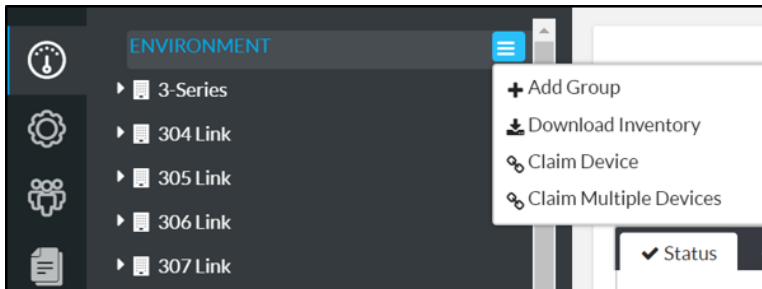 ENVIRONMENT
3-Series
304 Link
305 Link
306 Link
307 Link
Add Group
Download Inventory
Claim Device
Claim Multiple Devices
Status